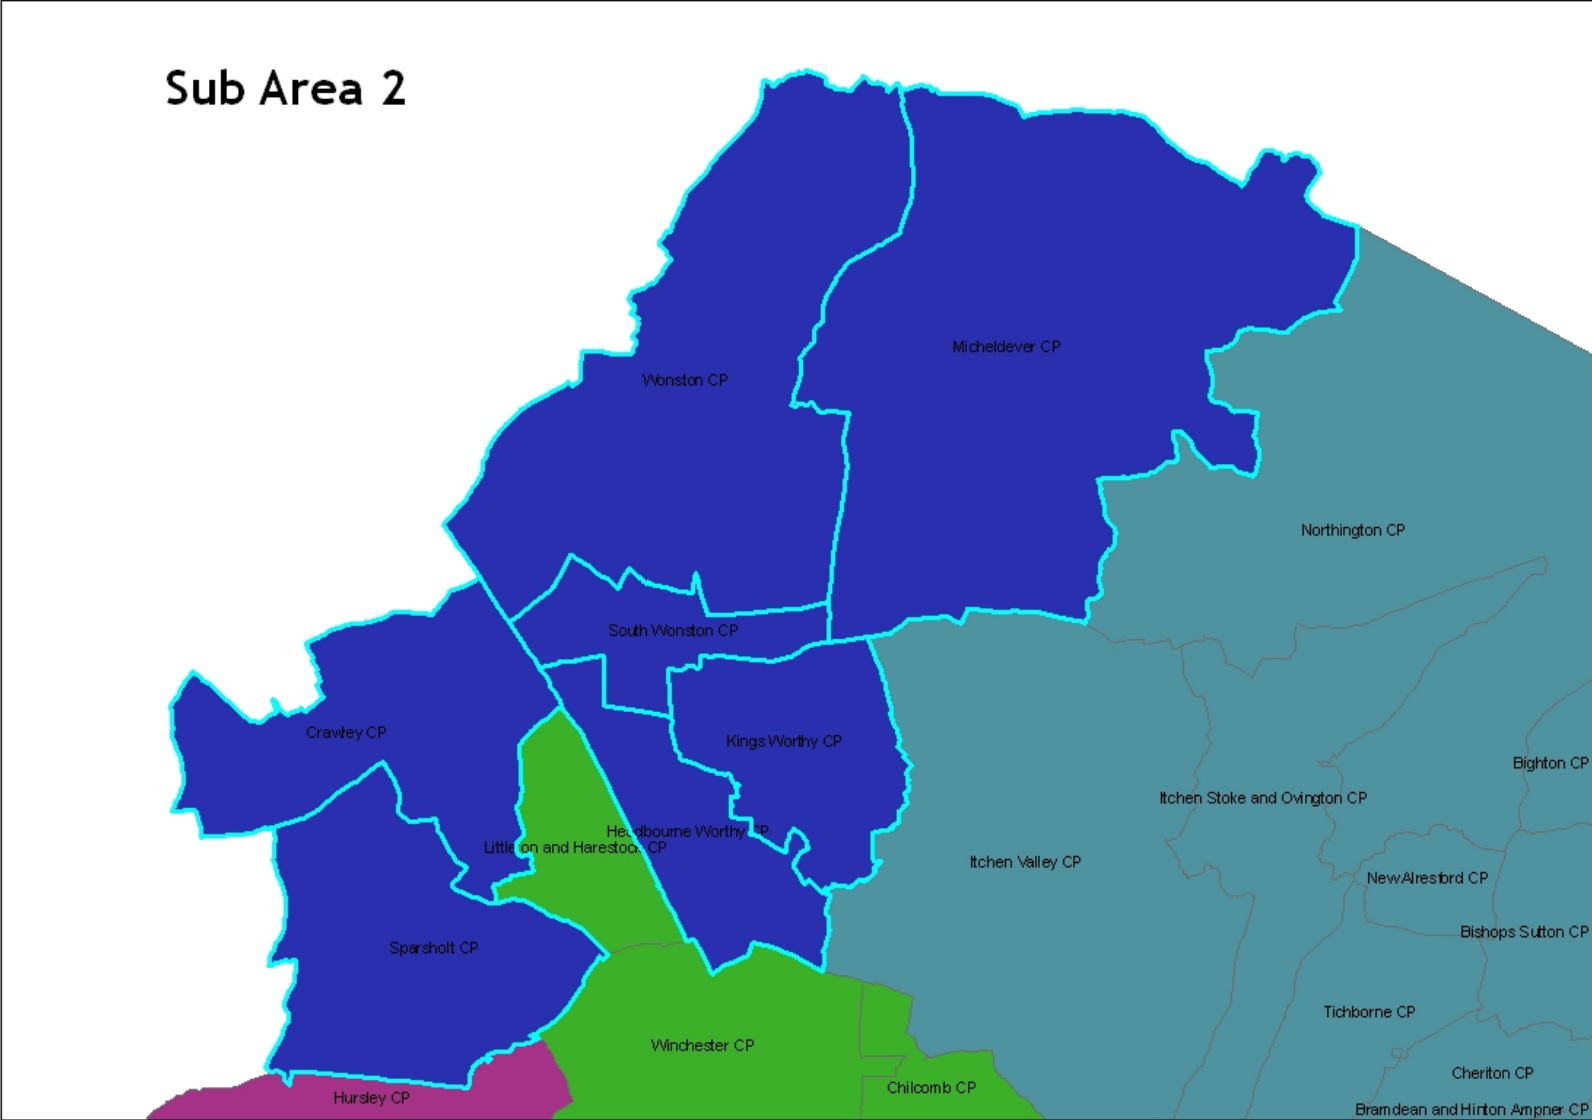 Sub Area 2
Micheldever CP
Wonston CP
Northington CP
South Wonston CP
Crawley CP
Kings Worthy CP
Bighton CP
Itchen Stoke and Ovington CP
Headbourne Worthy CP
Littleton and Harestock CP
Itchen Valley CP
New Alresford CP
Bishops Sutton CP
Sparsholt CP
Tichborne CP
Winchester CP
Cheriton CP
Chilcomb CP
Hursley CP
Bramdean and Hinton Ampner CP